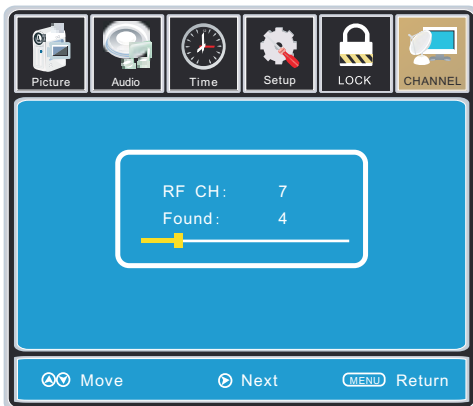 Picture Audio Time Setup LOCK CHANNEL
RF CH: 7
Found: 4
Move Next MENU Return